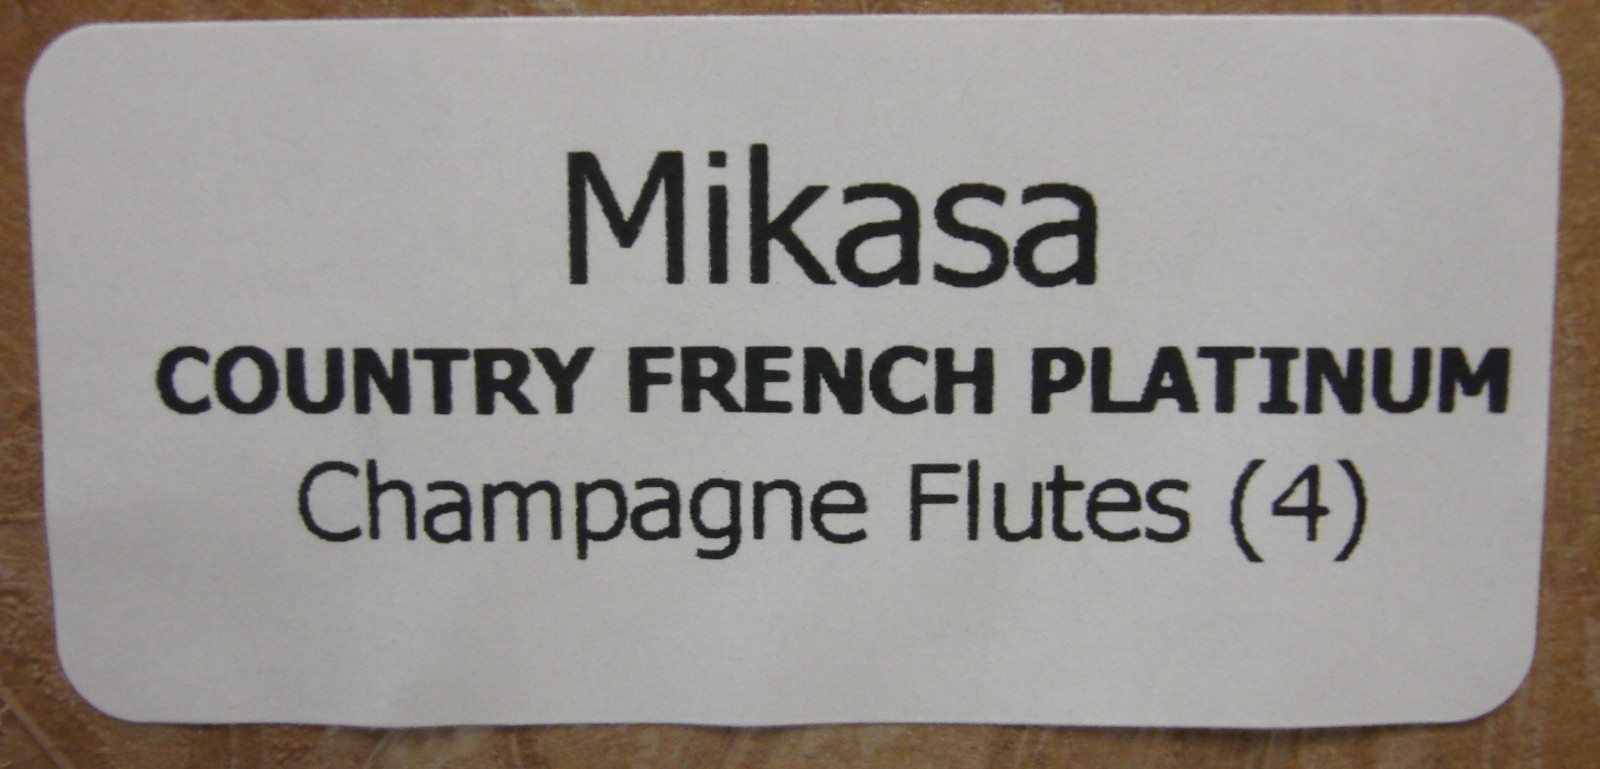 Mikasa
COUNTRY FRENCH PLATINUM
Champagne Flutes (4)